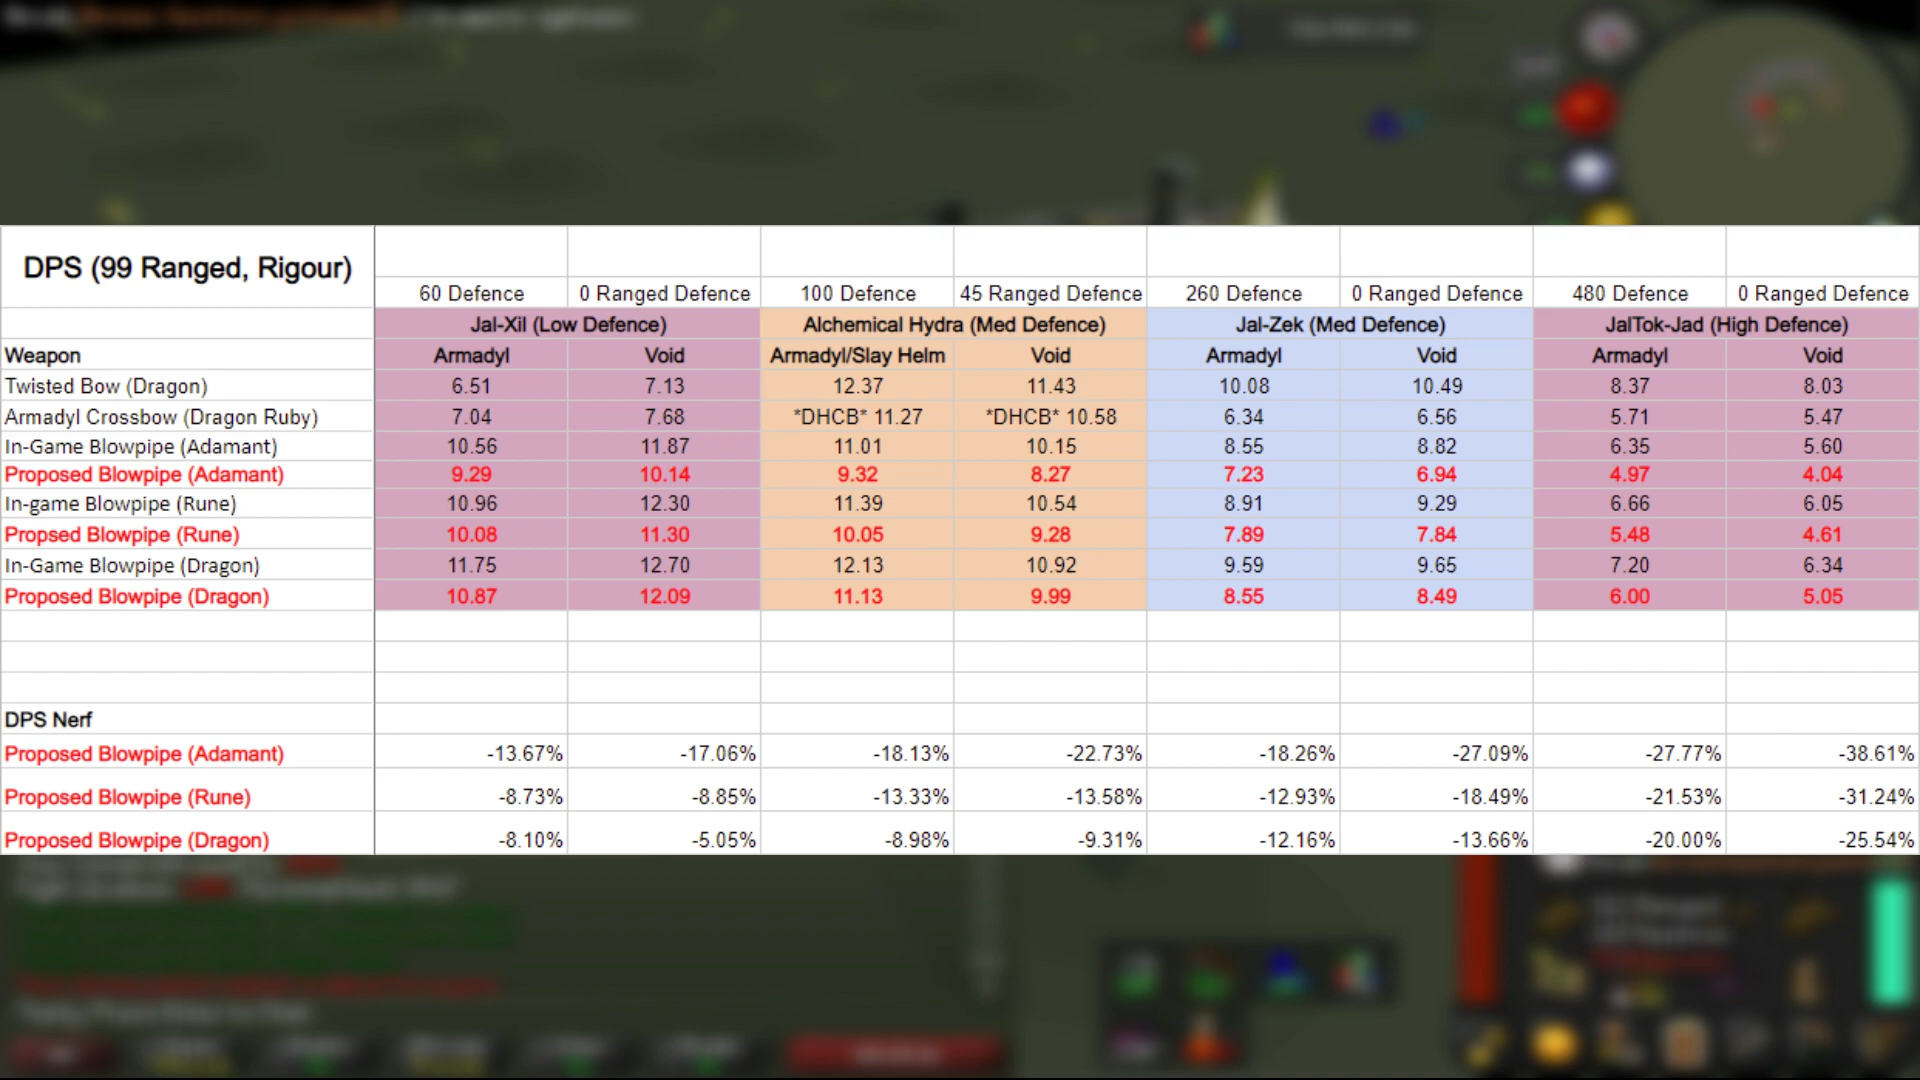 DPS (99 Ranged, Rigour)
60 Defence 0 Ranged Defence 100 Defence 45 Ranged Defence 260 Defence 0 Ranged Defence 480 Defence 0 Ranged Defence
Jal-Xil (Low Defence) Alchemical Hydra (Med Defence) Jal-Zek (Med Defence) JalTok-Jad (High Defence)
Weapon Armadyl Void Armadyl/Slay Helm Void Armadyl Void Armadyl Void
Twisted Bow (Dragon) 6.51 7.13 12.37 11.43 10.08 10.49 8.37 8.03
Armadyl Crossbow (Dragon Ruby) 7.04 7.68 *DHCB* 11.27 *DHCB* 10.58 6.34 6.56 5.71 5.47
In-Game Blowpipe (Adamant) 10.56 11.87 11.01 10.15 8.55 8.82 6.35 5.60
Proposed Blowpipe (Adamant) 9.29 10.14 9.32 8.27 7.23 6.94 4.97 4.04
In-game Blowpipe (Rune) 10.96 12.30 11.39 10.54 8.91 9.29 6.66 6.05
Propsed Blowpipe (Rune) 10.08 11.30 10.05 9.28 7.89 7.84 5.48 4.61
In-Game Blowpipe (Dragon) 11.75 12.70 12.13 10.92 9.59 9.65 7.20 6.34
Proposed Blowpipe (Dragon) 10.87 12.09 11.13 9.99 8.55 8.49 6.00 5.05
DPS Nerf
Proposed Blowpipe (Adamant) -13.67% -17.06% -18.13% -22.73% -18.26% -27.09% -27.77% -38.61%
Proposed Blowpipe (Rune) -8.73% -8.85% -13.33% -13.58% -12.93% -18.49% -21.53% -31.24%
Proposed Blowpipe (Dragon) -8.10% -5.05% -8.98% -9.31% -12.16% -13.66% -20.00% -25.54%